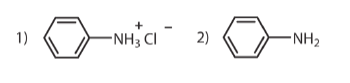 1) NH₃⁺ Cl⁻ 2) NH₂